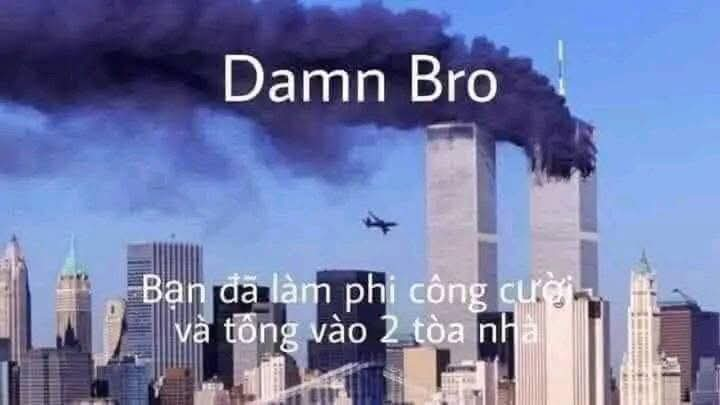 Damn Bro
Bạn đã làm phi công cười
và tông vào 2 tòa nhà